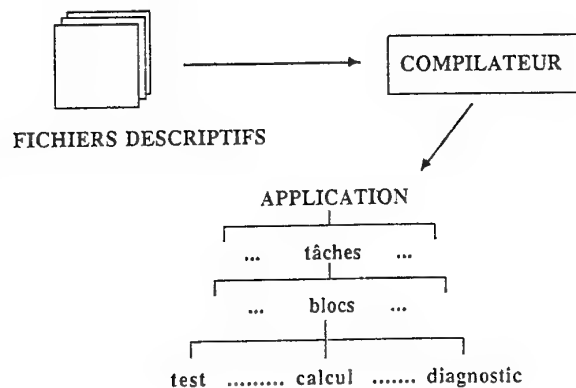 COMPILATEUR
FICHIERS DESCRIPTIFS
APPLICATION
... tâches ...
... blocs ...
test ......... calcul ....... diagnostic